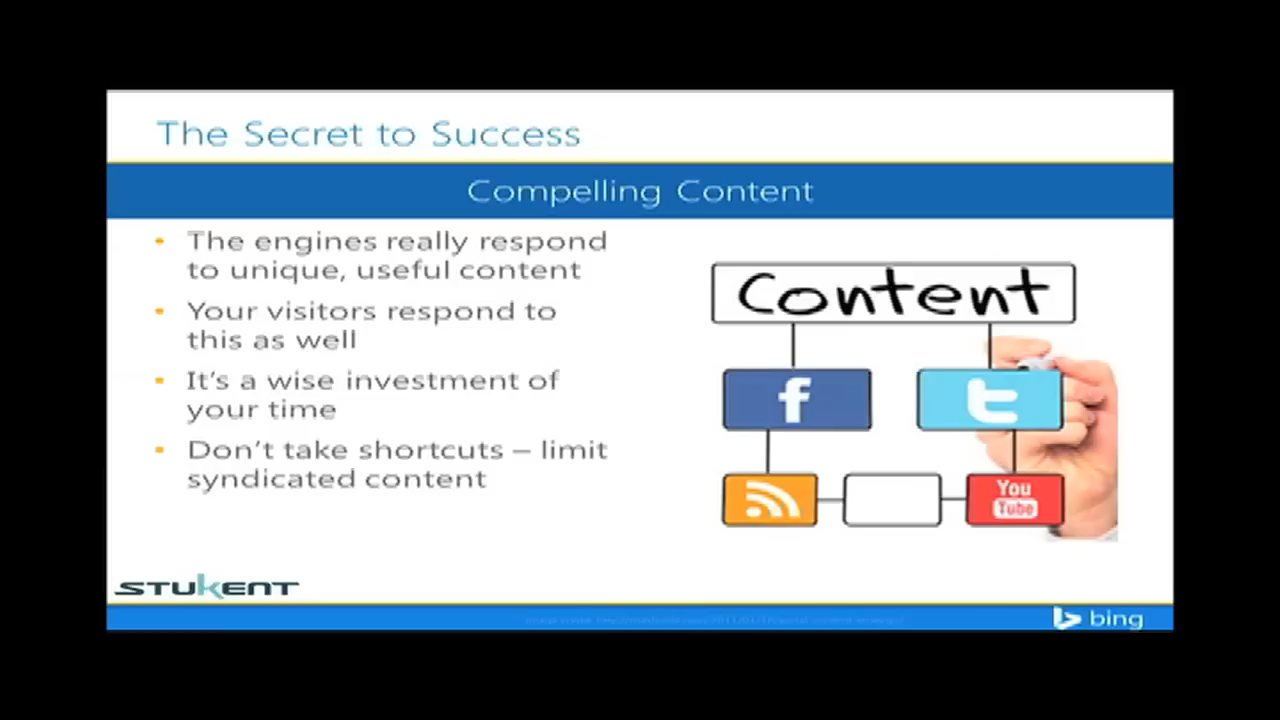 The Secret to Success
Compelling Content
• The engines really respond
to unique, useful content
• Your visitors respond to
this as well
• It's a wise investment of
your time
• Don't take shortcuts – limit
syndicated content
Content
f
t
You
Tube
STUKENT
bing